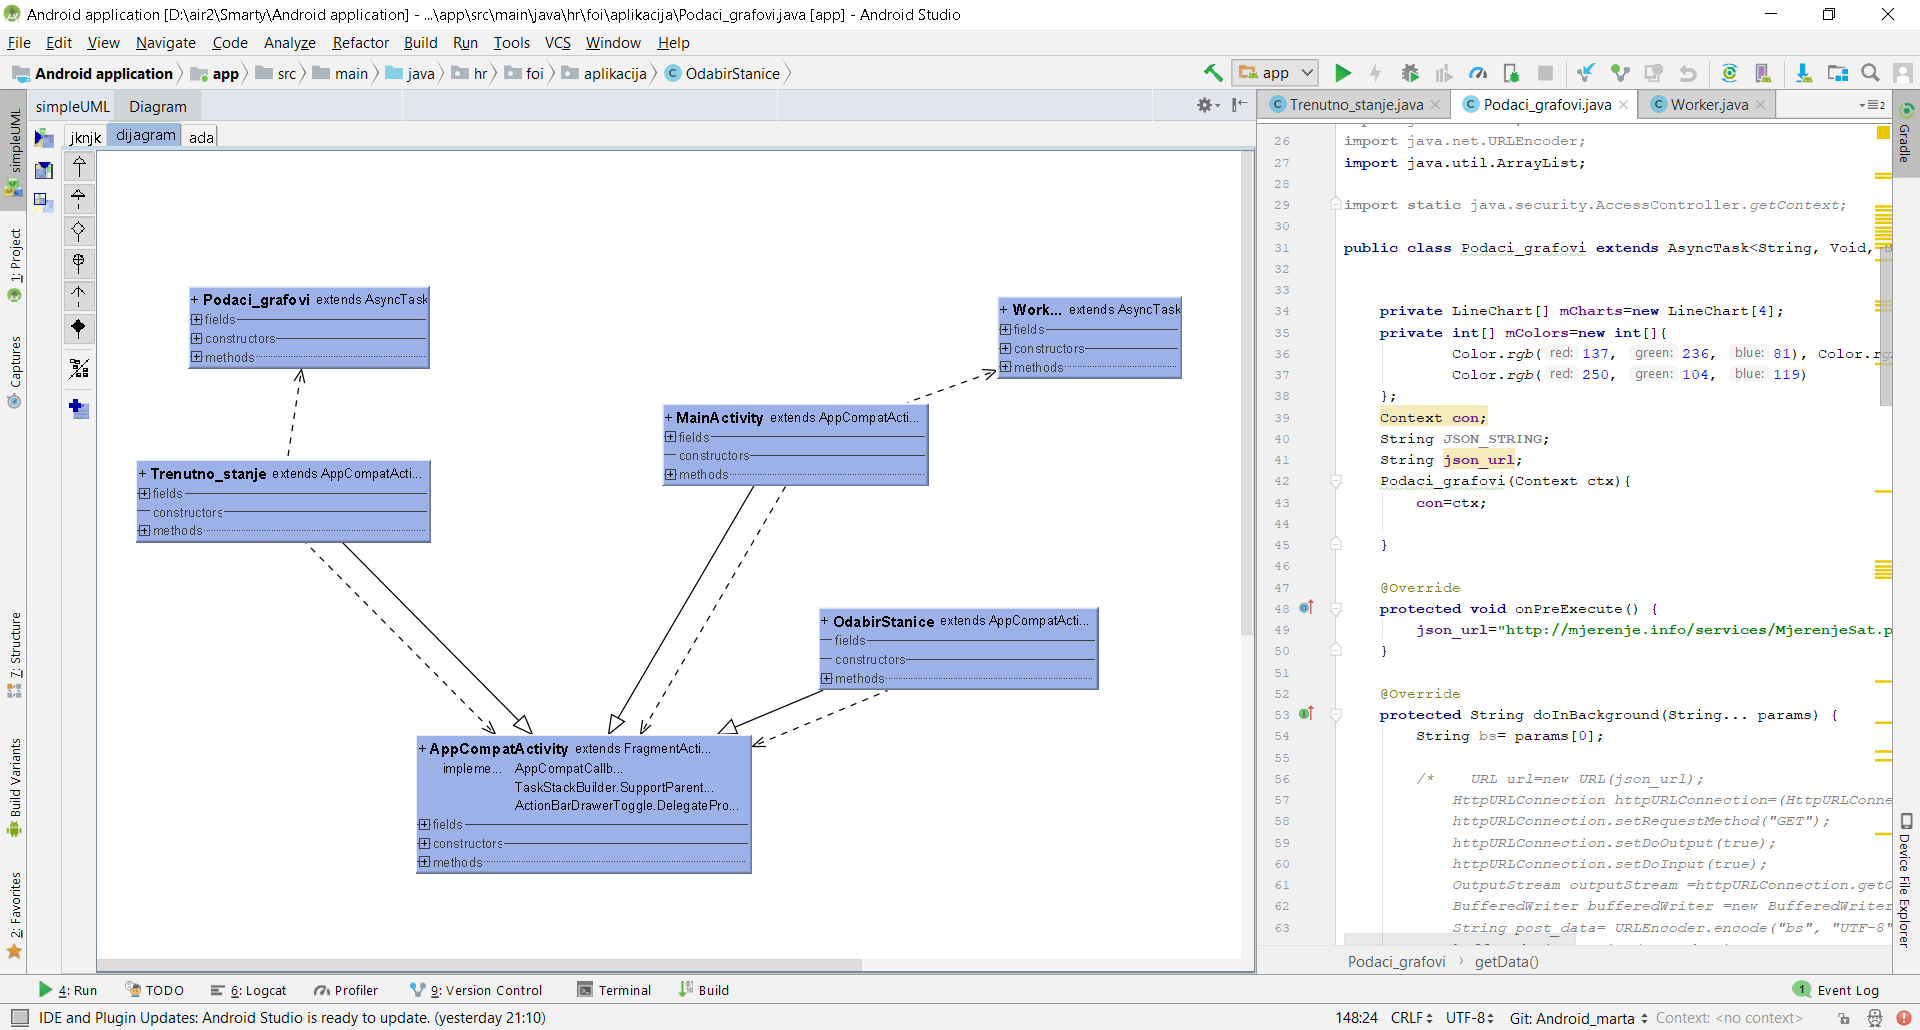 Android application [D:\air2\Smarty\Android application] - ...\app\src\main\java\hr\foi\aplikacija\Podaci_grafovi.java [app] - Android Studio
File Edit View Navigate Code Analyze Refactor Build Run Tools VCS Window Help
Android application app src main java hr foi aplikacija OdabirStanice
app
simpleUML Diagram
jknjk dijagram ada
simpleUML
1: Project
Captures
7: Structure
Build Variants
2: Favorites
+ Podaci_grafovi extends AsyncTask
fields
constructors
methods
+ Work... extends AsyncTask
fields
constructors
methods
+ MainActivity extends AppCompatActi...
fields
constructors
methods
+ Trenutno_stanje extends AppCompatActi...
fields
constructors
methods
+ OdabirStanice extends AppCompatActi...
fields
constructors
methods
+ AppCompatActivity extends FragmentActi...
impleme... AppCompatCallb...
TaskStackBuilder.SupportParent...
ActionBarDrawerToggle.DelegatePro...
fields
constructors
methods
Trenutno_stanje.java Podaci_grafovi.java Worker.java
2
26 import java.net.URLEncoder;
27 import java.util.ArrayList;
28
29 import static java.security.AccessController.getContext;
30
31 public class Podaci_grafovi extends AsyncTask<String, Void,
32
33
34 private LineChart[] mCharts=new LineChart[4];
35 private int[] mColors=new int[]{
36 Color.rgb( red: 137, green: 236, blue: 81), Color.rg
37 Color.rgb( red: 250, green: 104, blue: 119)
38 };
39 Context con;
40 String JSON_STRING;
41 String json_url;
42 Podaci_grafovi(Context ctx){
43 con=ctx;
44
45 }
46
47 @Override
48 protected void onPreExecute() {
49 json_url="http://mjerenje.info/services/MjerenjeSat.p
50 }
51
52 @Override
53 protected String doInBackground(String... params) {
54 String bs= params[0];
55
56 /* URL url=new URL(json_url);
57 HttpURLConnection httpURLConnection=(HttpURLConne
58 httpURLConnection.setRequestMethod("GET");
59 httpURLConnection.setDoOutput(true);
60 httpURLConnection.setDoInput(true);
61 OutputStream outputStream =httpURLConnection.getO
62 BufferedWriter bufferedWriter =new BufferedWriter
63 String post_data= URLEncoder.encode("bs", "UTF-8"
Podaci_grafovi getData()
Gradle
Device File Explorer
4: Run TODO 6: Logcat Profiler 9: Version Control Terminal Build 1 Event Log
IDE and Plugin Updates: Android Studio is ready to update. (yesterday 21:10) 148:24 CRLF UTF-8 Git: Android_marta Context: <no context>